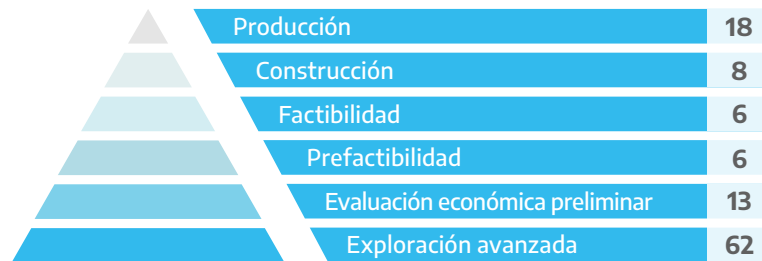 Producción 18
Construcción 8
Factibilidad 6
Prefactibilidad 6
Evaluación económica preliminar 13
Exploración avanzada 62